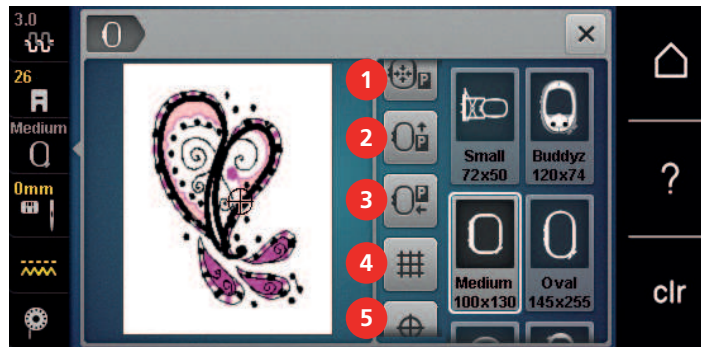 3.0
26
Medium
0mm
1
P
2
P
3
P
4
5
Small
72x50
Buddyz
120x74
Medium
100x130
Oval
145x255
?
clr